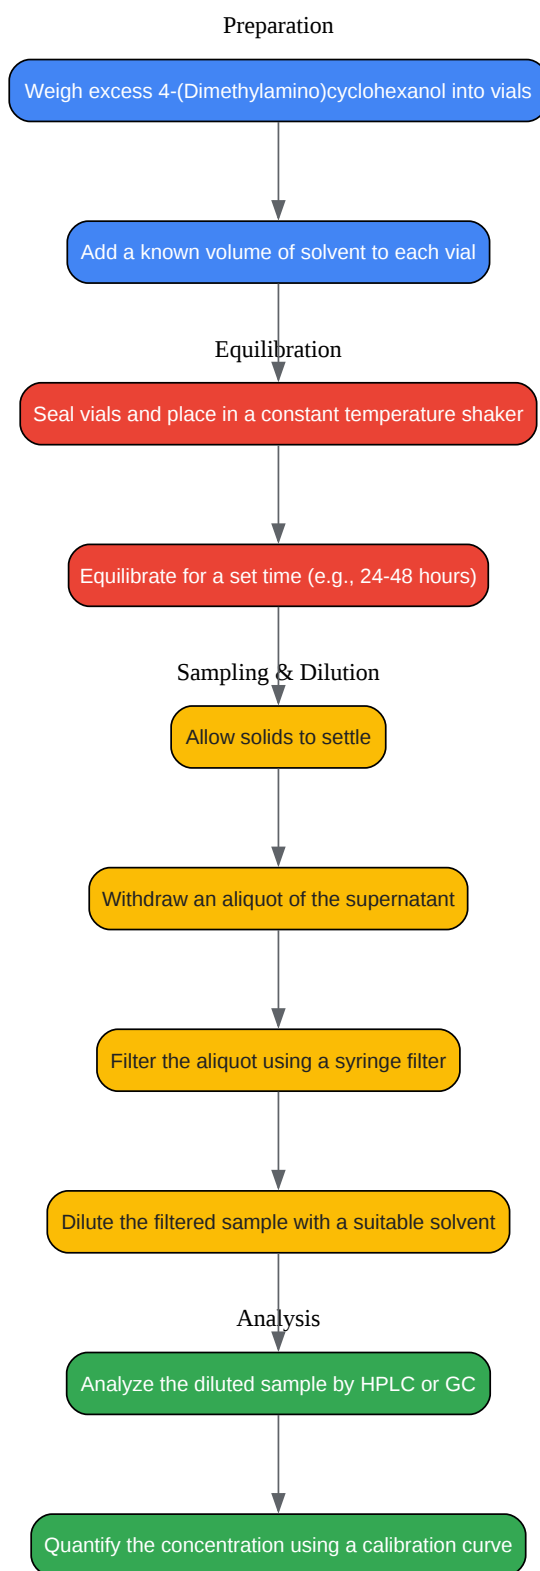 Preparation
Weigh excess 4-(Dimethylamino)cyclohexanol into vials
Add a known volume of solvent to each vial
Equilibration
Seal vials and place in a constant temperature shaker
Equilibrate for a set time (e.g., 24-48 hours)
Sampling & Dilution
Allow solids to settle
Withdraw an aliquot of the supernatant
Filter the aliquot using a syringe filter
Dilute the filtered sample with a suitable solvent
Analysis
Analyze the diluted sample by HPLC or GC
Quantify the concentration using a calibration curve